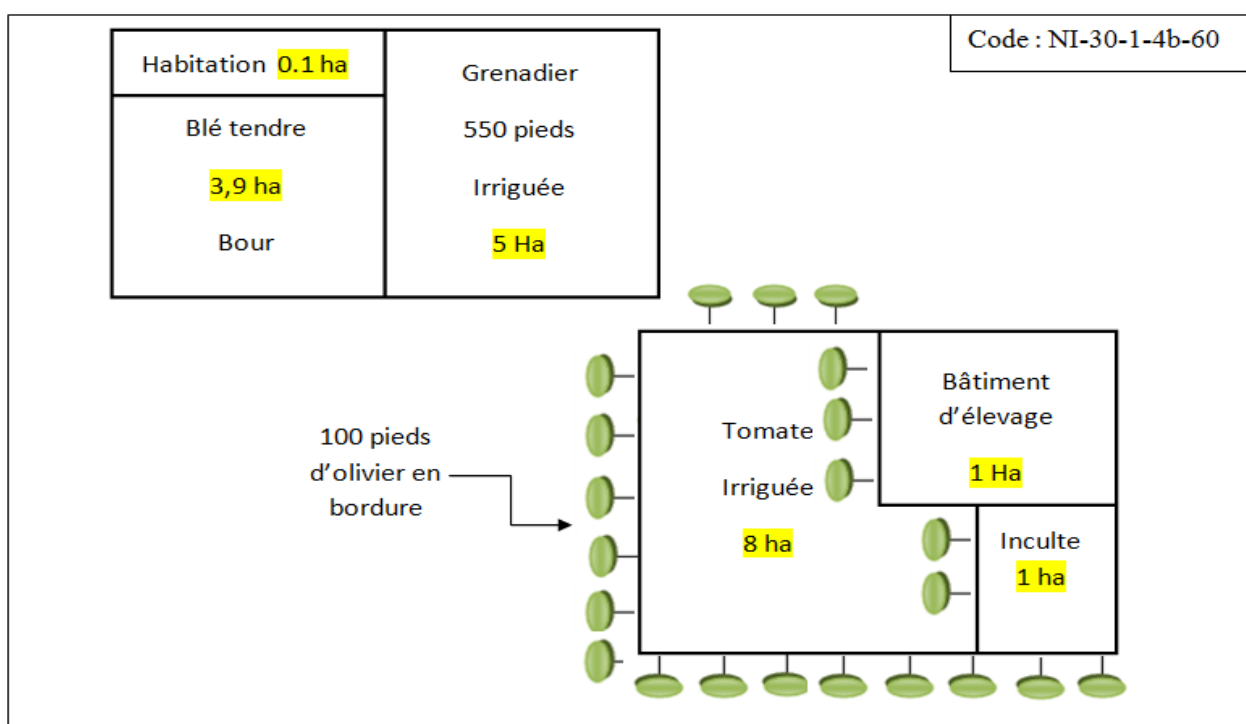 Code : NI-30-1-4b-60
Habitation 0.1 ha
Blé tendre
3,9 ha
Bour
Grenadier
550 pieds
Irriguée
5 Ha
100 pieds
d’olivier en
bordure
Tomate
Irriguée
8 ha
Bâtiment
d’élevage
1 Ha
Inculte
1 ha